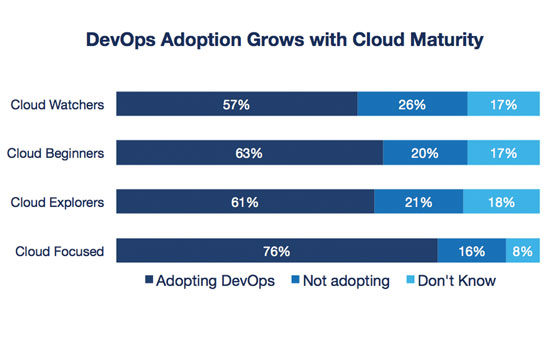 DevOps Adoption Grows with Cloud Maturity
Cloud Watchers 57% 26% 17%
Cloud Beginners 63% 20% 17%
Cloud Explorers 61% 21% 18%
Cloud Focused 76% 16% 8%
Adopting DevOps Not adopting Don't Know